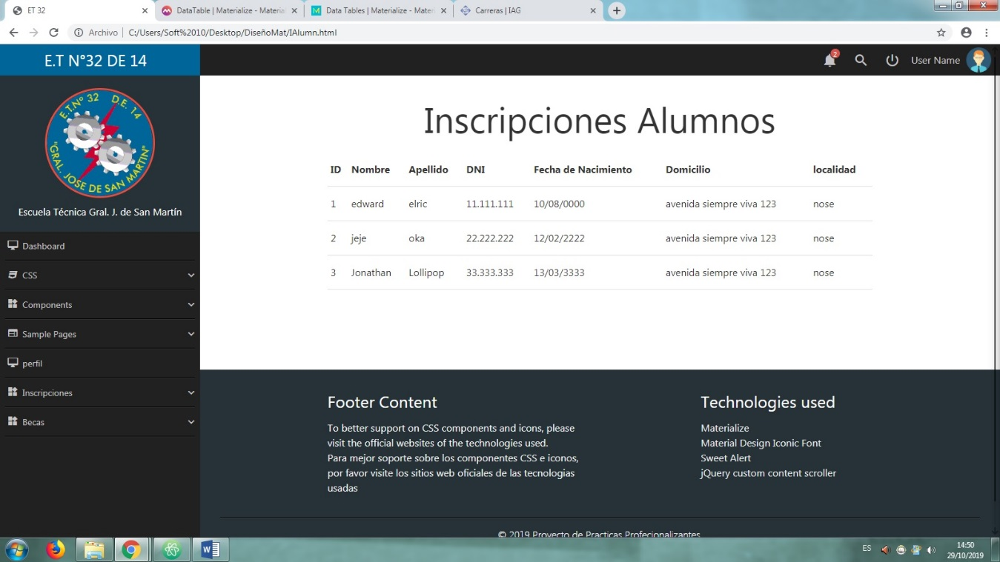 ET 32
DataTable | Materialize - Materia
Data Tables | Materialize - Mater
Carreras | IAG
Archivo
C:/Users/Soft%2010/Desktop/DiseñoMat/IAlumn.html
E.T N°32 DE 14
2
User Name
E.T.Nº 32 D.E. 14
"GRAL. JOSE DE SAN MARTIN"
Escuela Técnica Gral. J. de San Martín
Dashboard
CSS
Components
Sample Pages
perfil
Inscripciones
Becas
Inscripciones Alumnos
ID Nombre Apellido DNI Fecha de Nacimiento Domicilio localidad
1 edward elric 11.111.111 10/08/0000 avenida siempre viva 123 nose
2 jeje oka 22.222.222 12/02/2222 avenida siempre viva 123 nose
3 Jonathan Lollipop 33.333.333 13/03/3333 avenida siempre viva 123 nose
Footer Content
To better support on CSS components and icons, please
visit the official websites of the technologies used.
Para mejor soporte sobre los componentes CSS e iconos,
por favor visite los sitios web oficiales de las tecnologias
usadas
Technologies used
Materialize
Material Design Iconic Font
Sweet Alert
jQuery custom content scroller
© 2019 Proyecto de Practicas Profecionalizantes
ES
14:50
29/10/2019